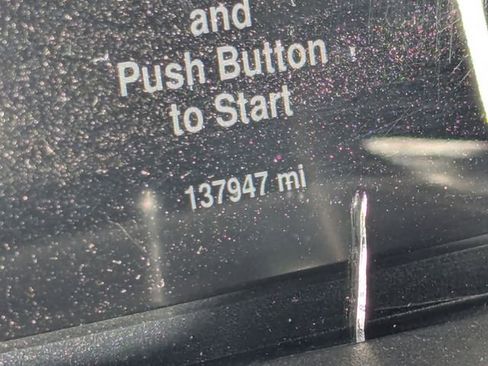 and
Push Button
to Start
137947 mi